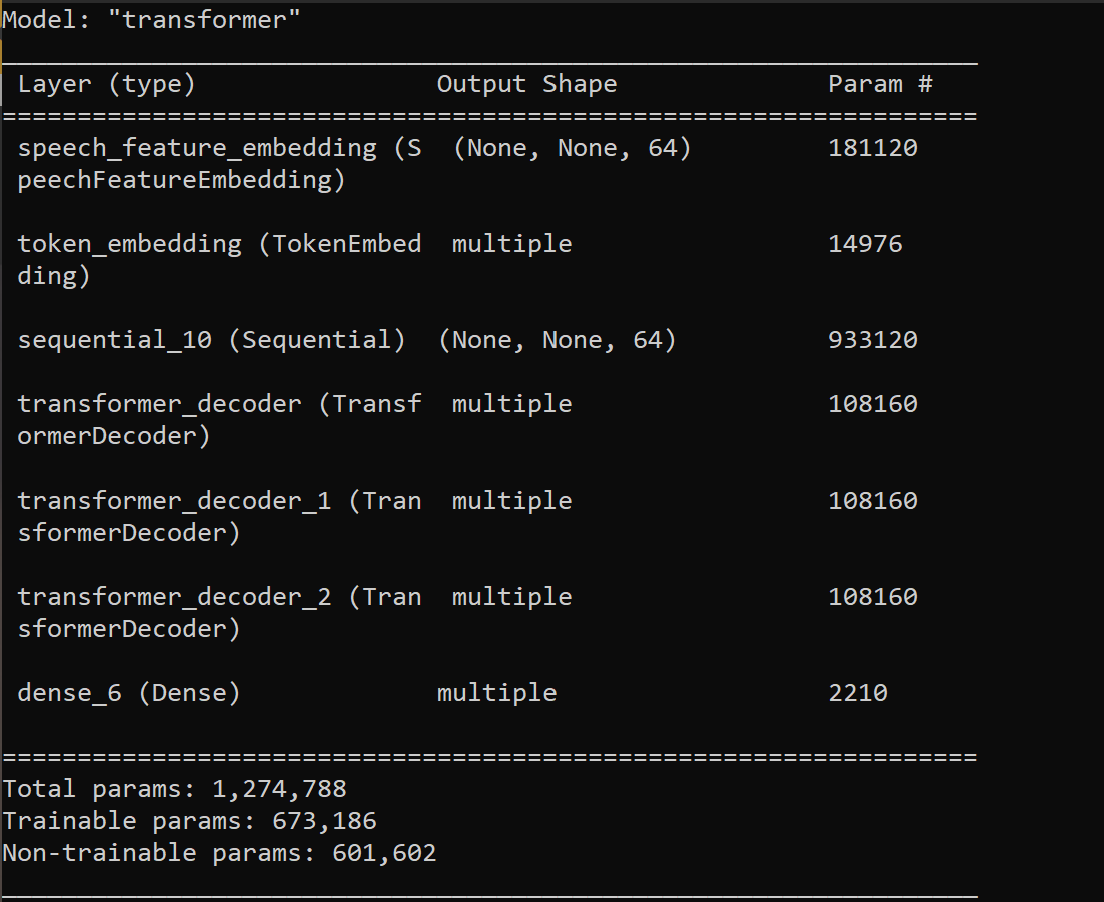 Model: "transformer"
_________________________________________________________________
Layer (type) Output Shape Param #
=================================================================
speech_feature_embedding (S (None, None, 64) 181120
peechFeatureEmbedding)
token_embedding (TokenEmbed multiple 14976
ding)
sequential_10 (Sequential) (None, None, 64) 933120
transformer_decoder (Transf multiple 108160
ormerDecoder)
transformer_decoder_1 (Tran multiple 108160
sformerDecoder)
transformer_decoder_2 (Tran multiple 108160
sformerDecoder)
dense_6 (Dense) multiple 2210
=================================================================
Total params: 1,274,788
Trainable params: 673,186
Non-trainable params: 601,602
_________________________________________________________________